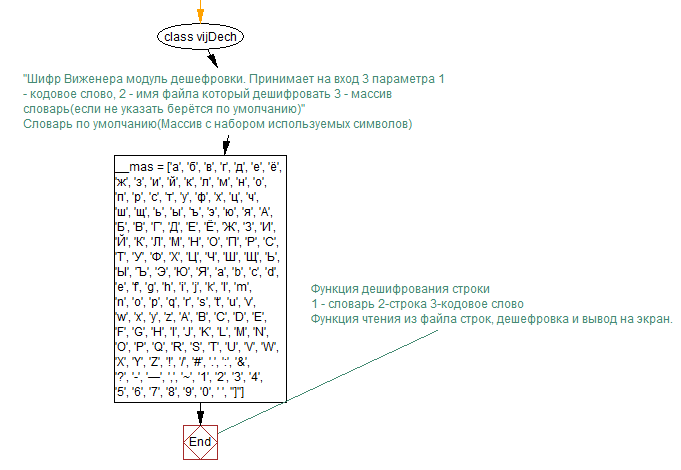 class vijDech
"Шифр Виженера модуль дешефровки. Принимает на вход 3 параметра 1
- кодовое слово, 2 - имя файла который дешифровать 3 - массив
словарь(если не указать берётся по умолчанию)"
Словарь по умолчанию(Массив с набором используемых символов)
__mas = ['а', 'б', 'в', 'г', 'д', 'е', 'ё',
'ж', 'з', 'и', 'й', 'к', 'л', 'м', 'н', 'о',
'п', 'р', 'с', 'т', 'у', 'ф', 'х', 'ц', 'ч',
'ш', 'щ', 'ь', 'ы', 'ъ', 'э', 'ю', 'я', 'А',
'Б', 'В', 'Г', 'Д', 'Е', 'Ё', 'Ж', 'З', 'И',
'Й', 'К', 'Л', 'М', 'Н', 'О', 'П', 'Р', 'С',
'Т', 'У', 'Ф', 'Х', 'Ц', 'Ч', 'Ш', 'Щ', 'Ь',
'Ы', 'Ъ', 'Э', 'Ю', 'Я', 'a', 'b', 'c', 'd',
'e', 'f', 'g', 'h', 'i', 'j', 'k', 'l', 'm',
'n', 'o', 'p', 'q', 'r', 's', 't', 'u', 'v',
'w', 'x', 'y', 'z', 'A', 'B', 'C', 'D', 'E',
'F', 'G', 'H', 'I', 'J', 'K', 'L', 'M', 'N',
'O', 'P', 'Q', 'R', 'S', 'T', 'U', 'V', 'W',
'X', 'Y', 'Z', '!', '/', '#', '.', ':', '&',
'?', '-', '—', ',', '~', '1', '2', '3', '4',
'5', '6', '7', '8', '9', '0', ' ', "]"]
Функция дешифрования строки
1 - словарь 2-строка 3-кодовое слово
Функция чтения из файла строк, дешефровка и вывод на экран.
End